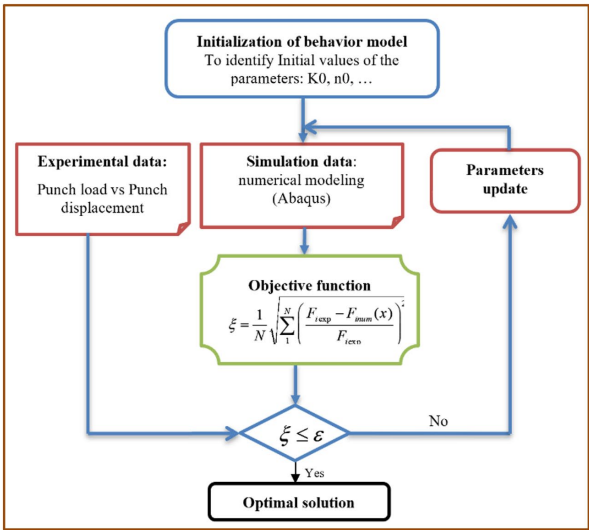 Initialization of behavior model
To identify Initial values of the
parameters: K0, n0, …
Experimental data:
Punch load vs Punch
displacement
Simulation data:
numerical modeling
(Abaqus)
Parameters
update
Objective function
ξ = 1/N √(∑₁ᴺ ((F_iexp − F_inum(x)) / F_iexp)²)
ξ ≤ ε
No
Yes
Optimal solution